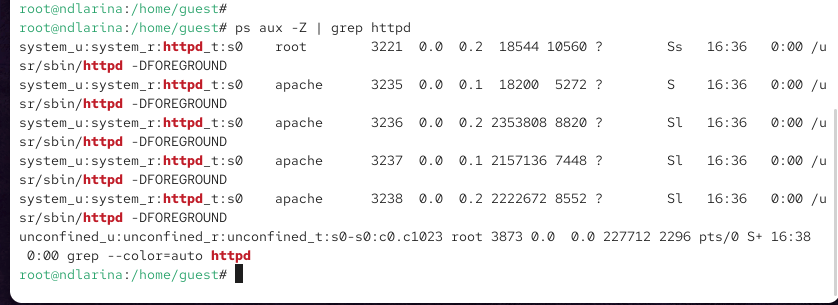 root@ndlarina:/home/guest#
root@ndlarina:/home/guest# ps aux -Z | grep httpd
system_u:system_r:httpd_t:s0    root        3221  0.0  0.2  18544 10560 ?        Ss   16:36   0:00 /u
sr/sbin/httpd -DFOREGROUND
system_u:system_r:httpd_t:s0    apache      3235  0.0  0.1  18200  5272 ?        S    16:36   0:00 /u
sr/sbin/httpd -DFOREGROUND
system_u:system_r:httpd_t:s0    apache      3236  0.0  0.2 2353808 8820 ?        Sl   16:36   0:00 /u
sr/sbin/httpd -DFOREGROUND
system_u:system_r:httpd_t:s0    apache      3237  0.0  0.1 2157136 7448 ?        Sl   16:36   0:00 /u
sr/sbin/httpd -DFOREGROUND
system_u:system_r:httpd_t:s0    apache      3238  0.0  0.2 2222672 8552 ?        Sl   16:36   0:00 /u
sr/sbin/httpd -DFOREGROUND
unconfined_u:unconfined_r:unconfined_t:s0-s0:c0.c1023 root 3873 0.0  0.0 227712 2296 pts/0 S+ 16:38
 0:00 grep --color=auto httpd
root@ndlarina:/home/guest#